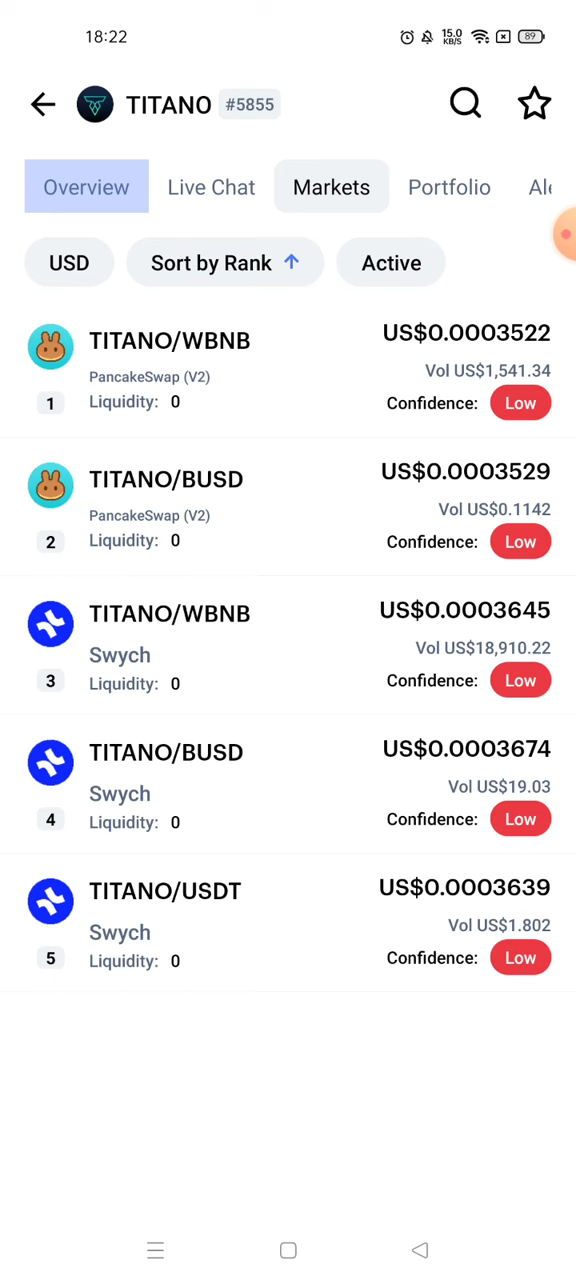 18:22
15.0
KB/S
89
TITANO #5855
Overview Live Chat Markets Portfolio Ale
USD Sort by Rank Active
TITANO/WBNB US$0.0003522
PancakeSwap (V2) Vol US$1,541.34
1 Liquidity: 0 Confidence: Low
TITANO/BUSD US$0.0003529
PancakeSwap (V2) Vol US$0.1142
2 Liquidity: 0 Confidence: Low
TITANO/WBNB US$0.0003645
Swych Vol US$18,910.22
3 Liquidity: 0 Confidence: Low
TITANO/BUSD US$0.0003674
Swych Vol US$19.03
4 Liquidity: 0 Confidence: Low
TITANO/USDT US$0.0003639
Swych Vol US$1.802
5 Liquidity: 0 Confidence: Low